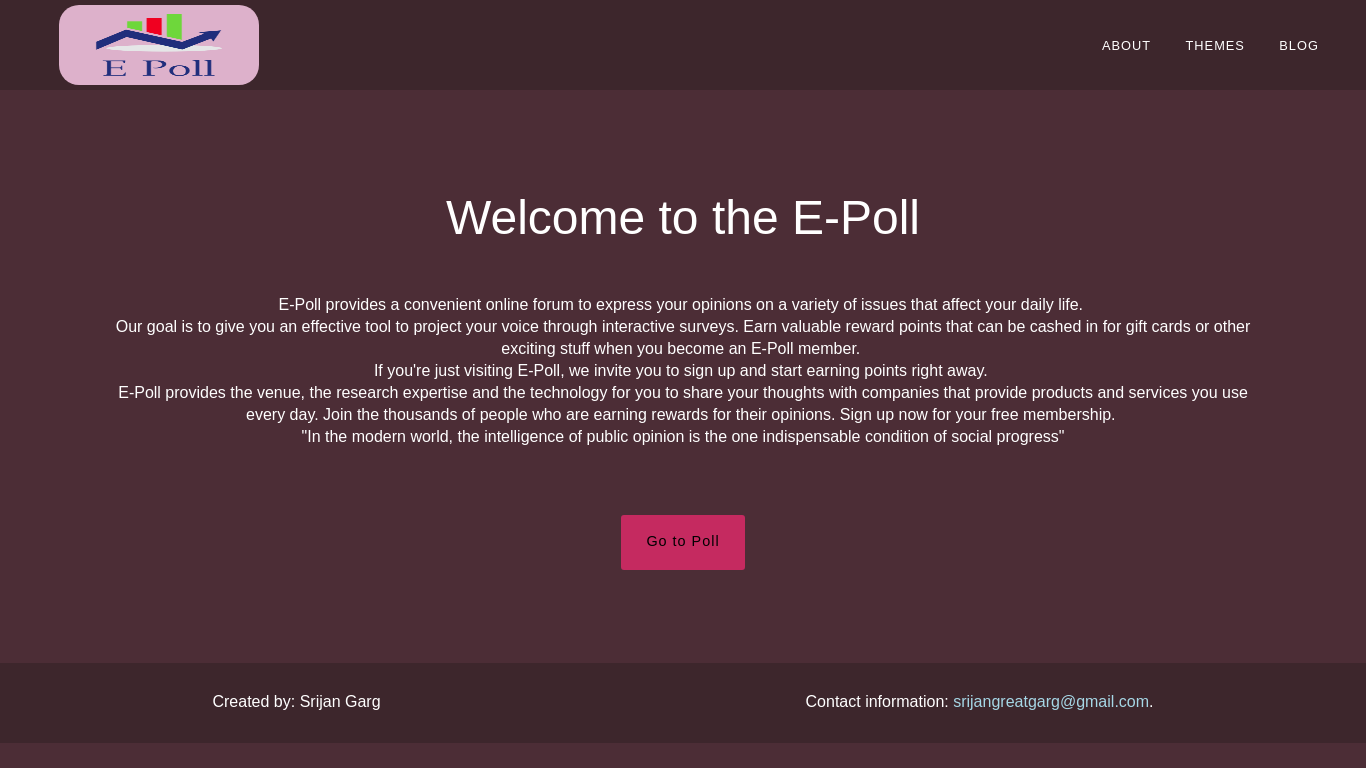 E Poll
ABOUT
THEMES
BLOG
Welcome to the E-Poll
E-Poll provides a convenient online forum to express your opinions on a variety of issues that affect your daily life.
Our goal is to give you an effective tool to project your voice through interactive surveys. Earn valuable reward points that can be cashed in for gift cards or other
exciting stuff when you become an E-Poll member.
If you're just visiting E-Poll, we invite you to sign up and start earning points right away.
E-Poll provides the venue, the research expertise and the technology for you to share your thoughts with companies that provide products and services you use
every day. Join the thousands of people who are earning rewards for their opinions. Sign up now for your free membership.
"In the modern world, the intelligence of public opinion is the one indispensable condition of social progress"
Go to Poll
Created by: Srijan Garg
Contact information: srijangreatgarg@gmail.com.